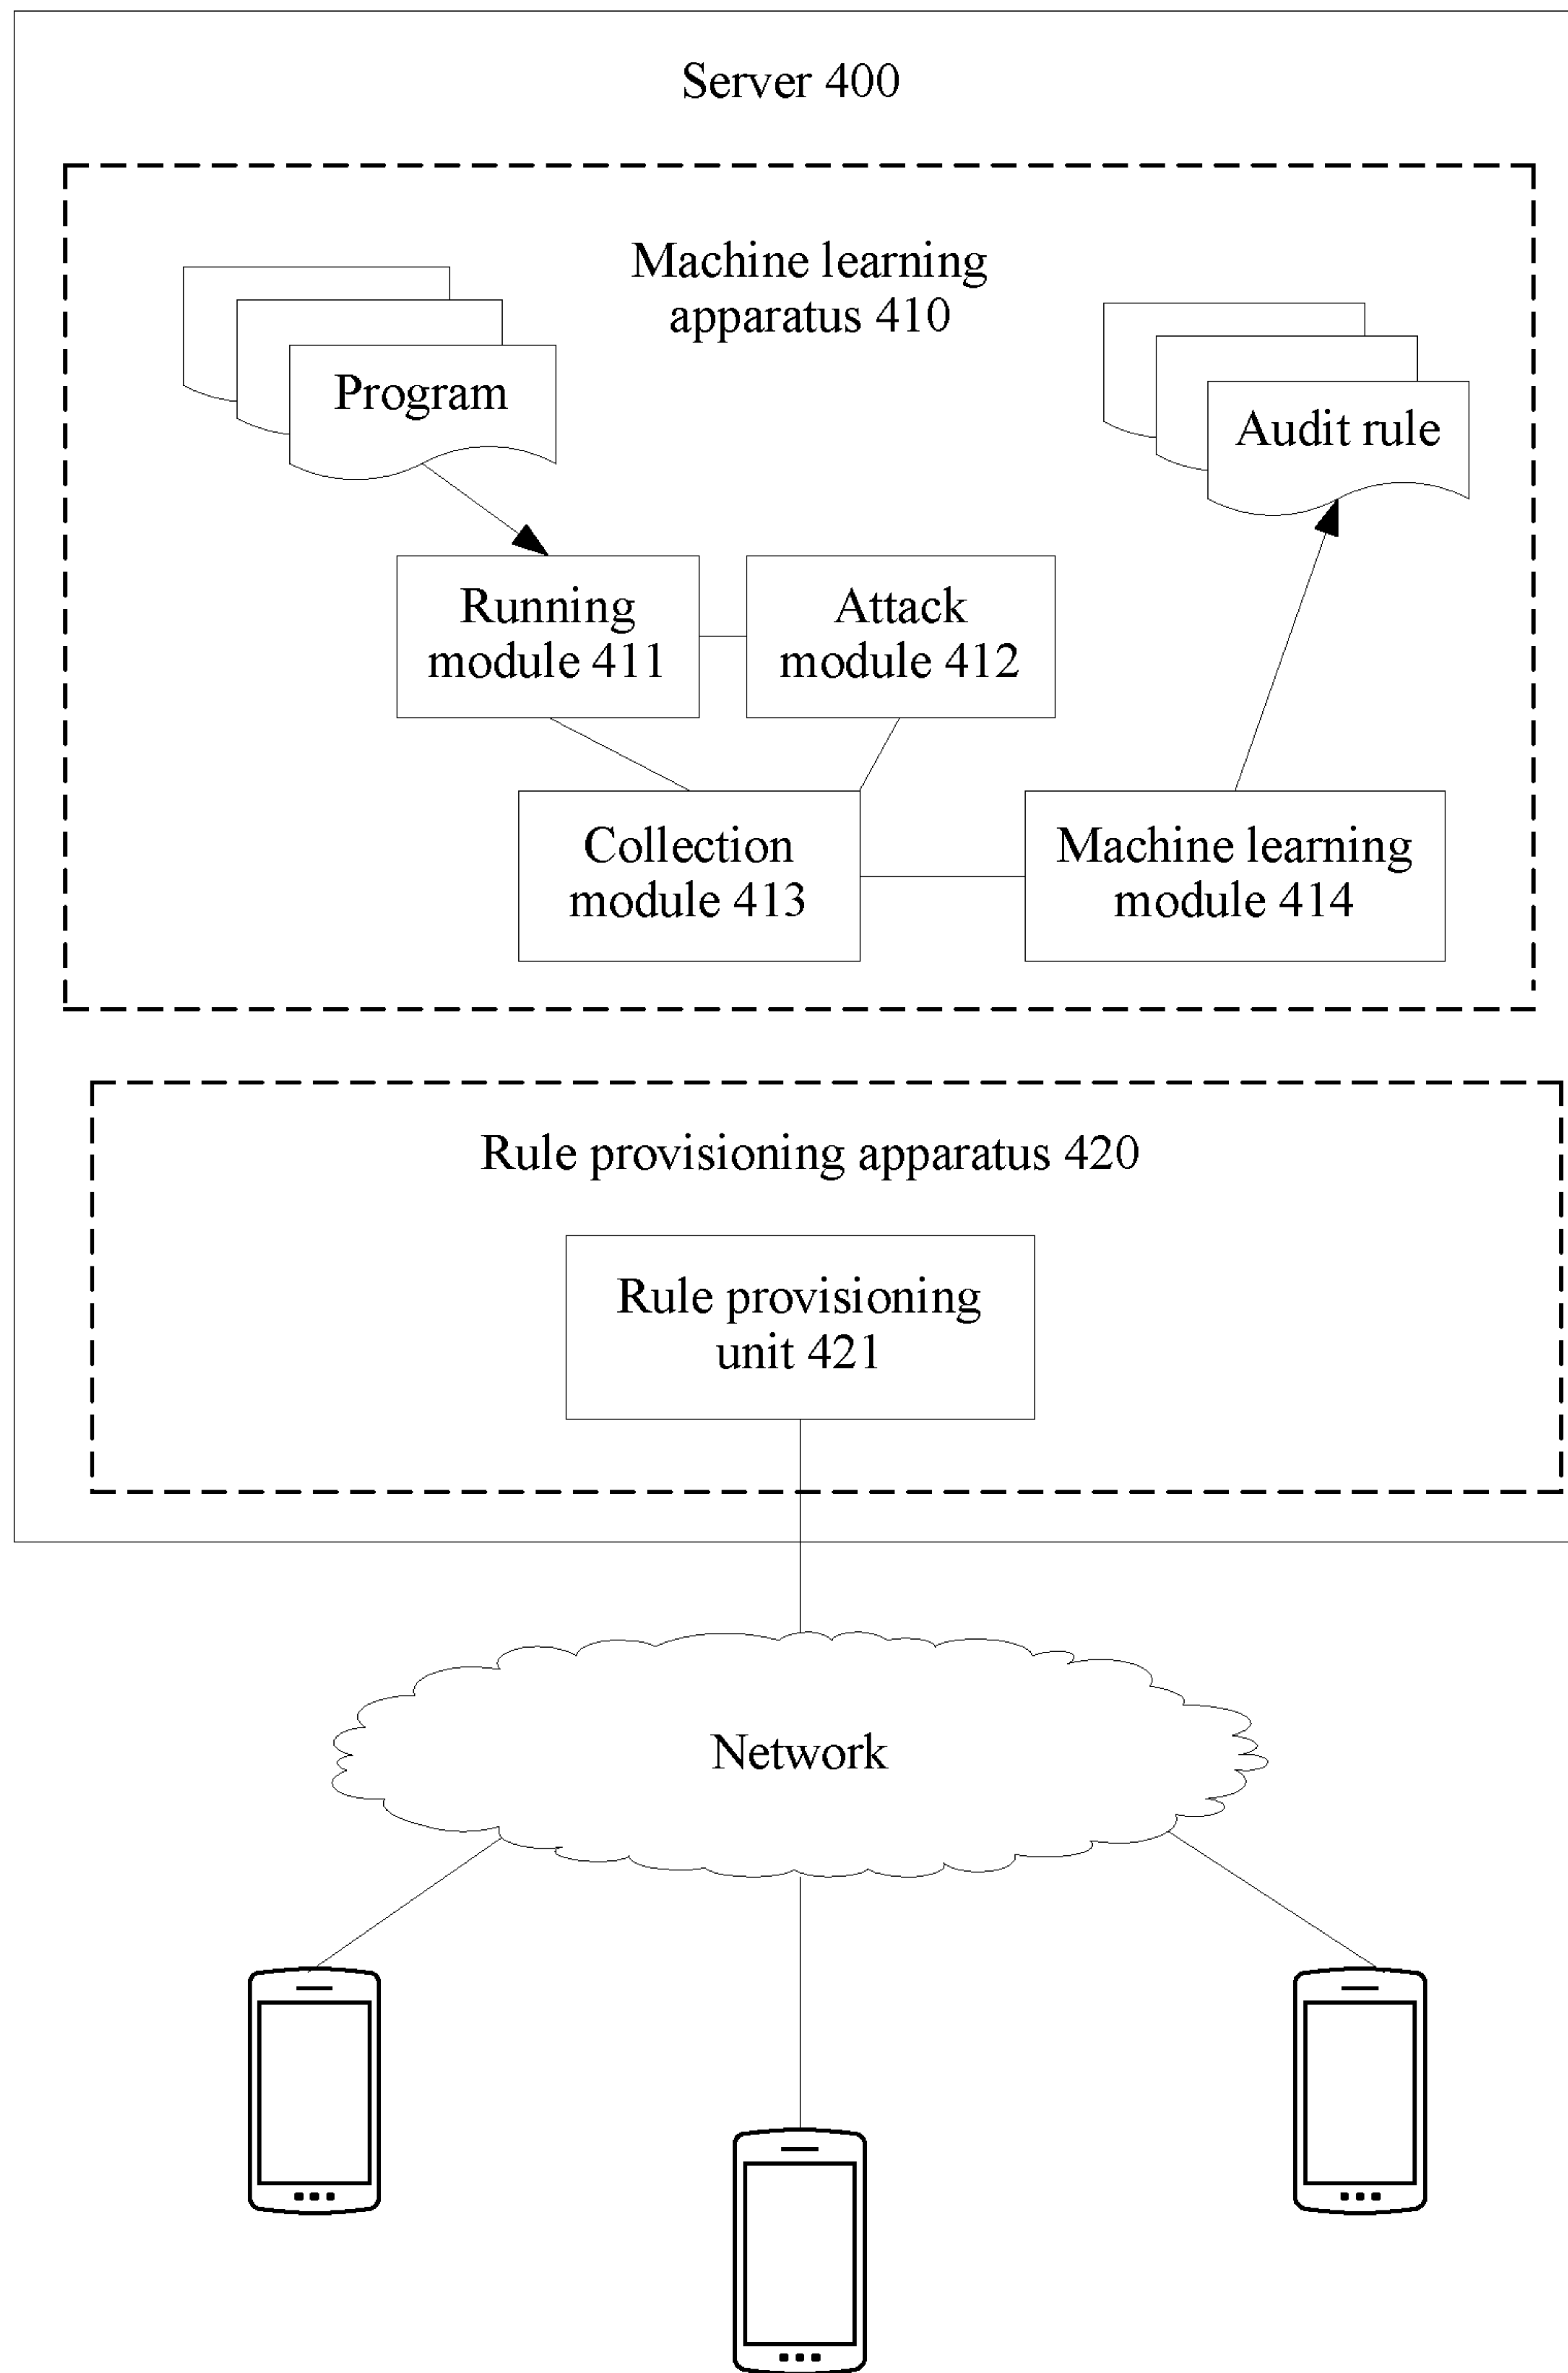 Server 400
Machine learning
apparatus 410
Program
Audit rule
Running
module 411
Attack
module 412
Collection
module 413
Machine learning
module 414
Rule provisioning apparatus 420
Rule provisioning
unit 421
Network